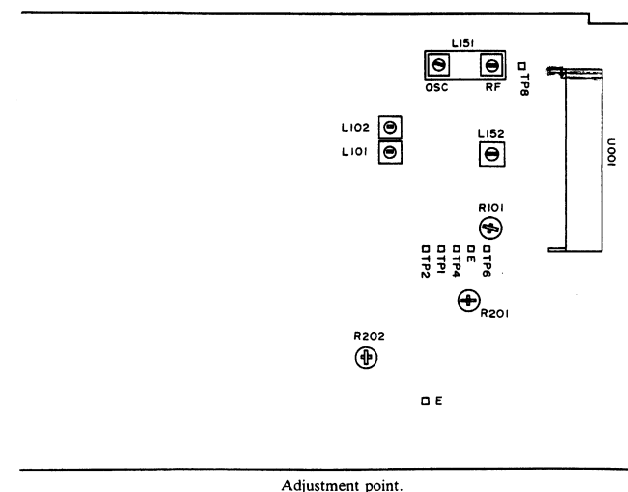 L151
OSC RF
TP8
L102
L101
L152
U001
R101
TP2 TP1 TP4 E TP6
R201
R202
E
Adjustment point.